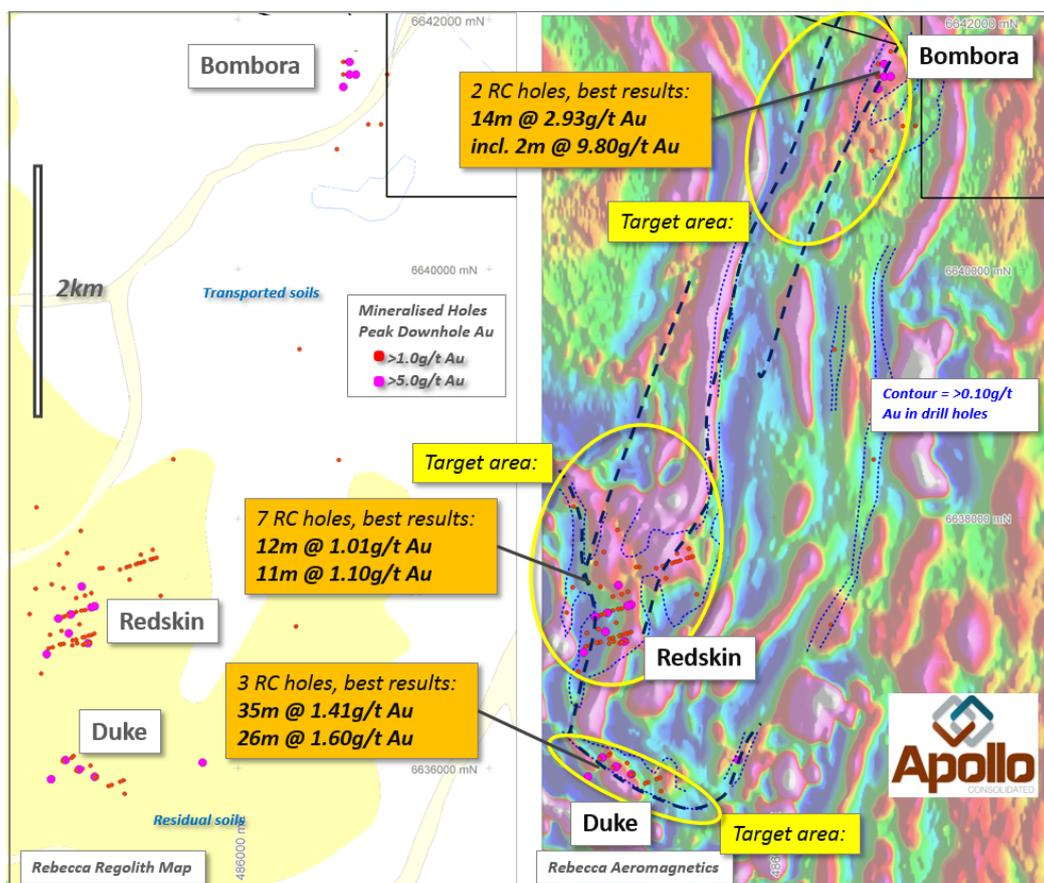 6642000 mN
Bombora
2km
6640000 mN
Transported soils
Mineralised Holes
Peak Downhole Au
>1.0g/t Au
>5.0g/t Au
Redskin
Duke
6636000 mN
Residual soils
486000 mN
Rebecca Regolith Map
6642000 mN
Bombora
2 RC holes, best results:
14m @ 2.93g/t Au
incl. 2m @ 9.80g/t Au
Target area:
6640000 mN
Contour = >0.10g/t
Au in drill holes
Target area:
6638000 mN
7 RC holes, best results:
12m @ 1.01g/t Au
11m @ 1.10g/t Au
Redskin
3 RC holes, best results:
35m @ 1.41g/t Au
26m @ 1.60g/t Au
Apollo
CONSOLIDATED
Duke
Target area:
Rebecca Aeromagnetics